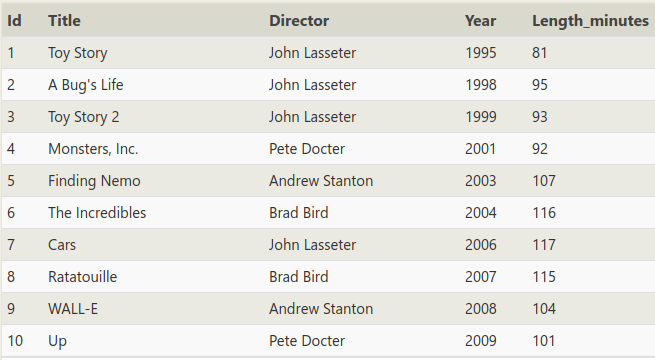 Id Title Director Year Length_minutes
1 Toy Story John Lasseter 1995 81
2 A Bug's Life John Lasseter 1998 95
3 Toy Story 2 John Lasseter 1999 93
4 Monsters, Inc. Pete Docter 2001 92
5 Finding Nemo Andrew Stanton 2003 107
6 The Incredibles Brad Bird 2004 116
7 Cars John Lasseter 2006 117
8 Ratatouille Brad Bird 2007 115
9 WALL-E Andrew Stanton 2008 104
10 Up Pete Docter 2009 101